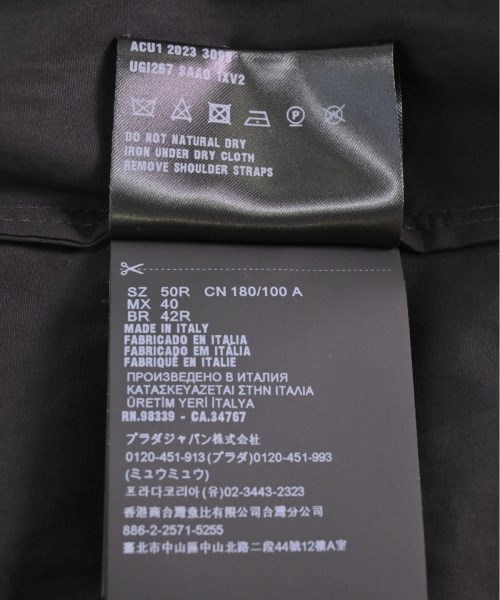 ACU1 2023
UGI267 SAAO 1XV2
DO NOT NATURAL DRY
IRON UNDER DRY CLOTH
REMOVE SHOULDER STRAPS
SZ 50R CN 180/100 A
MX 40
BR 42R
MADE IN ITALY
FABRICADO EN ITALIA
FABRICADO EM ITÁLIA
FABRIQUÉ EN ITALIE
ПРОИЗВЕДЕНО В ИТАЛИЯ
ΚΑΤΑΣΚΕΥΑΖΕΤΑΙ ΣΤΗΝ ΙΤΑΛΙΑ
ÜRETİM YERİ İTALYA
RN.98339 - CA.34767
プラダジャパン株式会社
0120-451-913(プラダ)0120-451-993
(ミュウミュウ)
프라다코리아(유)02-3443-2323
香港商台灣魚比有限公司台灣分公司
886-2-2571-5255
臺北市中山區中山北路二段44號12樓A室